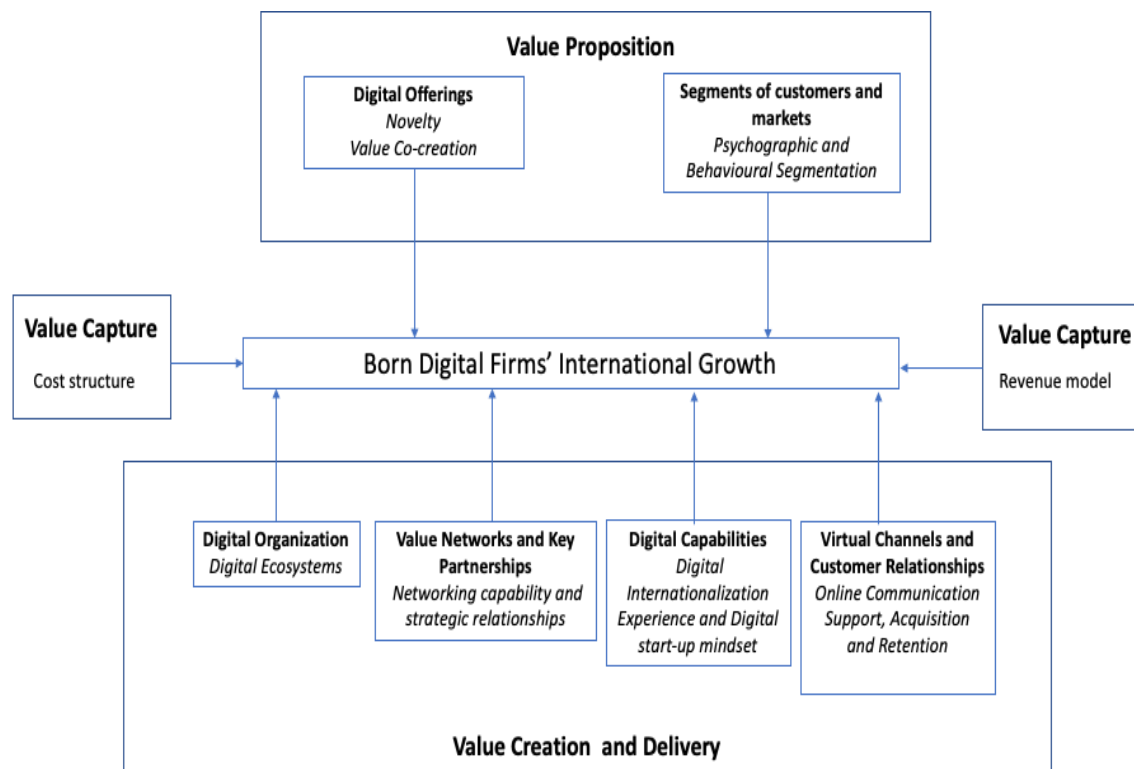 Value Proposition
Digital Offerings
Novelty
Value Co-creation
Segments of customers and
markets
Psychographic and
Behavioural Segmentation
Value Capture
Cost structure
Born Digital Firms’ International Growth
Value Capture
Revenue model
Digital Organization
Digital Ecosystems
Value Networks and Key
Partnerships
Networking capability and
strategic relationships
Digital Capabilities
Digital
Internationalization
Experience and Digital
start-up mindset
Virtual Channels and
Customer Relationships
Online Communication
Support, Acquisition
and Retention
Value Creation and Delivery